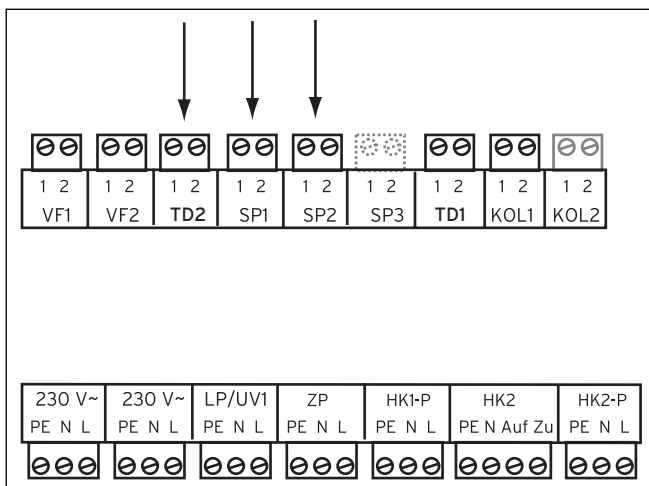 1 2 1 2 1 2 1 2 1 2 1 2 1 2 1 2 1 2
VF1 VF2 TD2 SP1 SP2 SP3 TD1 KOL1 KOL2
230 V~ 230 V~ LP/UV1 ZP HK1-P HK2 HK2-P
PE N L PE N L PE N L PE N L PE N L PE N Auf Zu PE N L